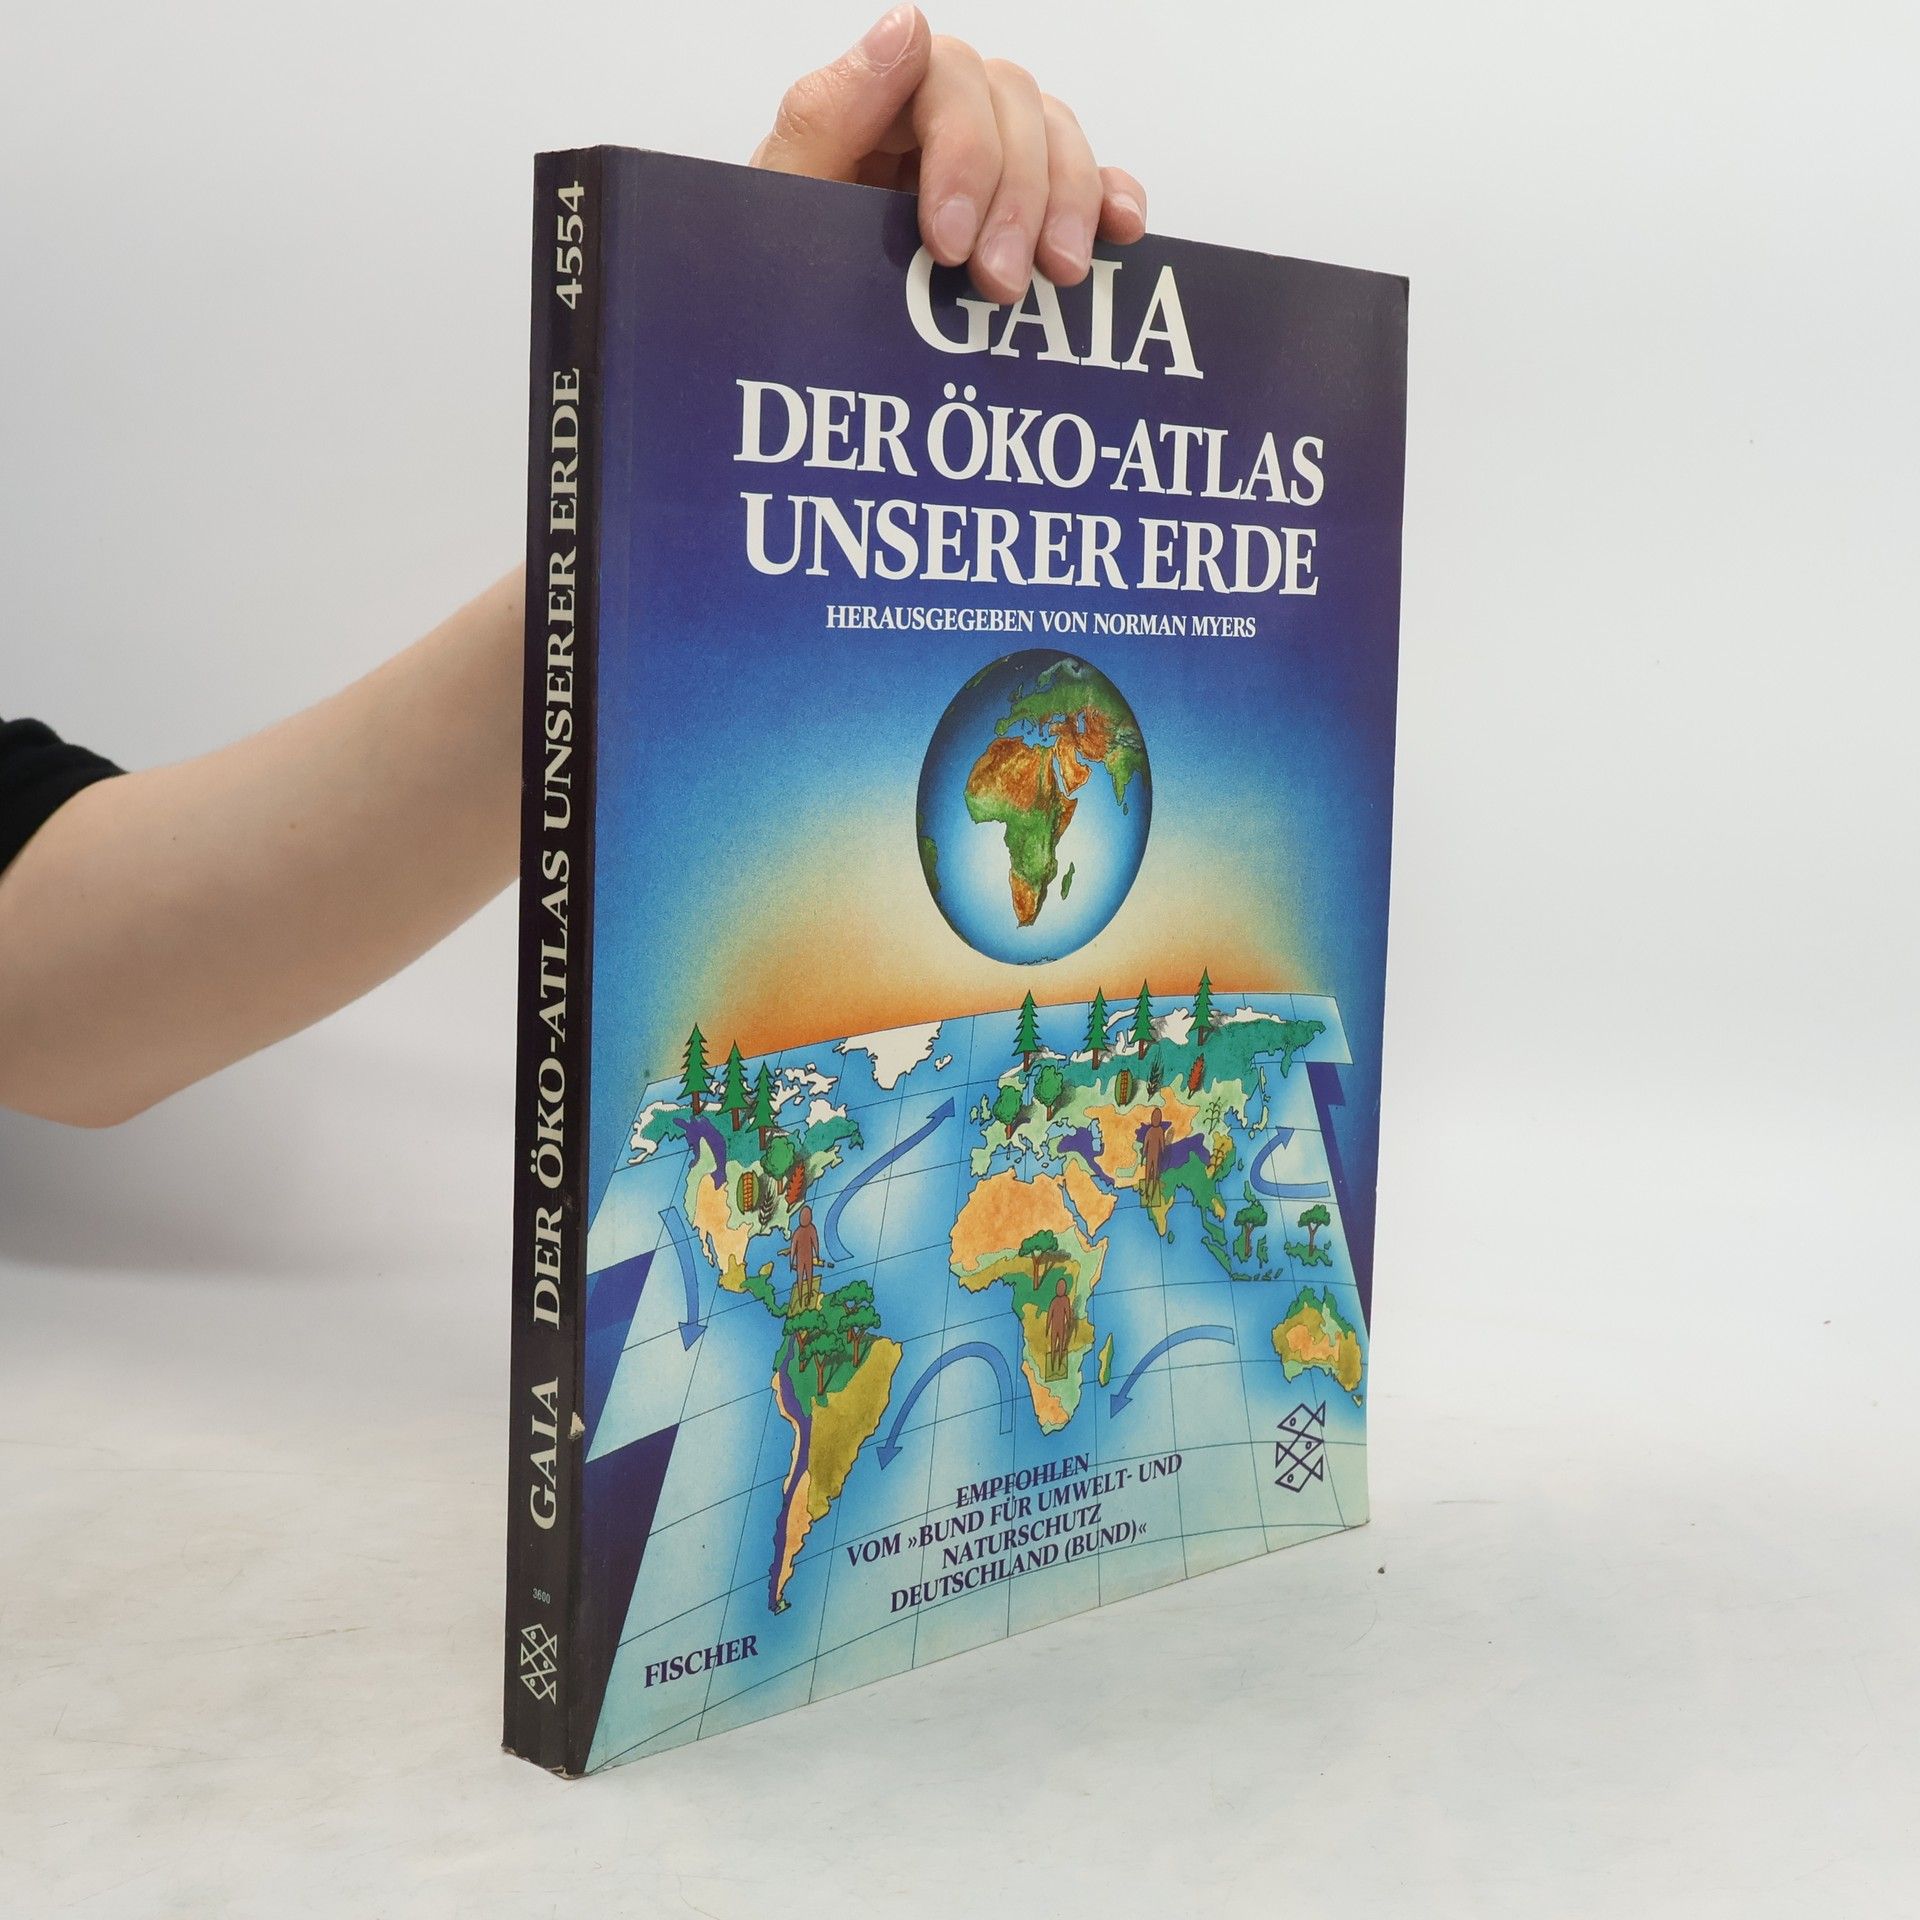 GAIA
DER ÖKO-ATLAS
UNSERER ERDE
HERAUSGEGEBEN VON NORMAN MYERS
EMPFOHLEN
VOM »BUND FÜR UMWELT- UND
NATURSCHUTZ
DEUTSCHLAND (BUND)«
FISCHER
GAIA DER ÖKO-ATLAS UNSERER ERDE 4554
3600